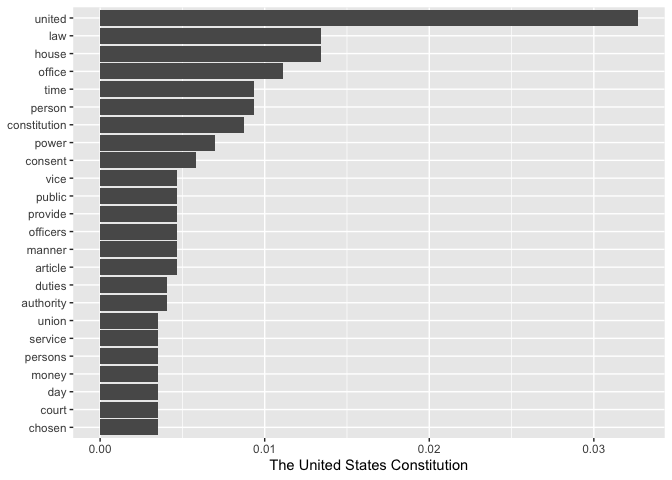 united
law
house
office
time
person
constitution
power
consent
vice
public
provide
officers
manner
article
duties
authority
union
service
persons
money
day
court
chosen
0.00 0.01 0.02 0.03
The United States Constitution